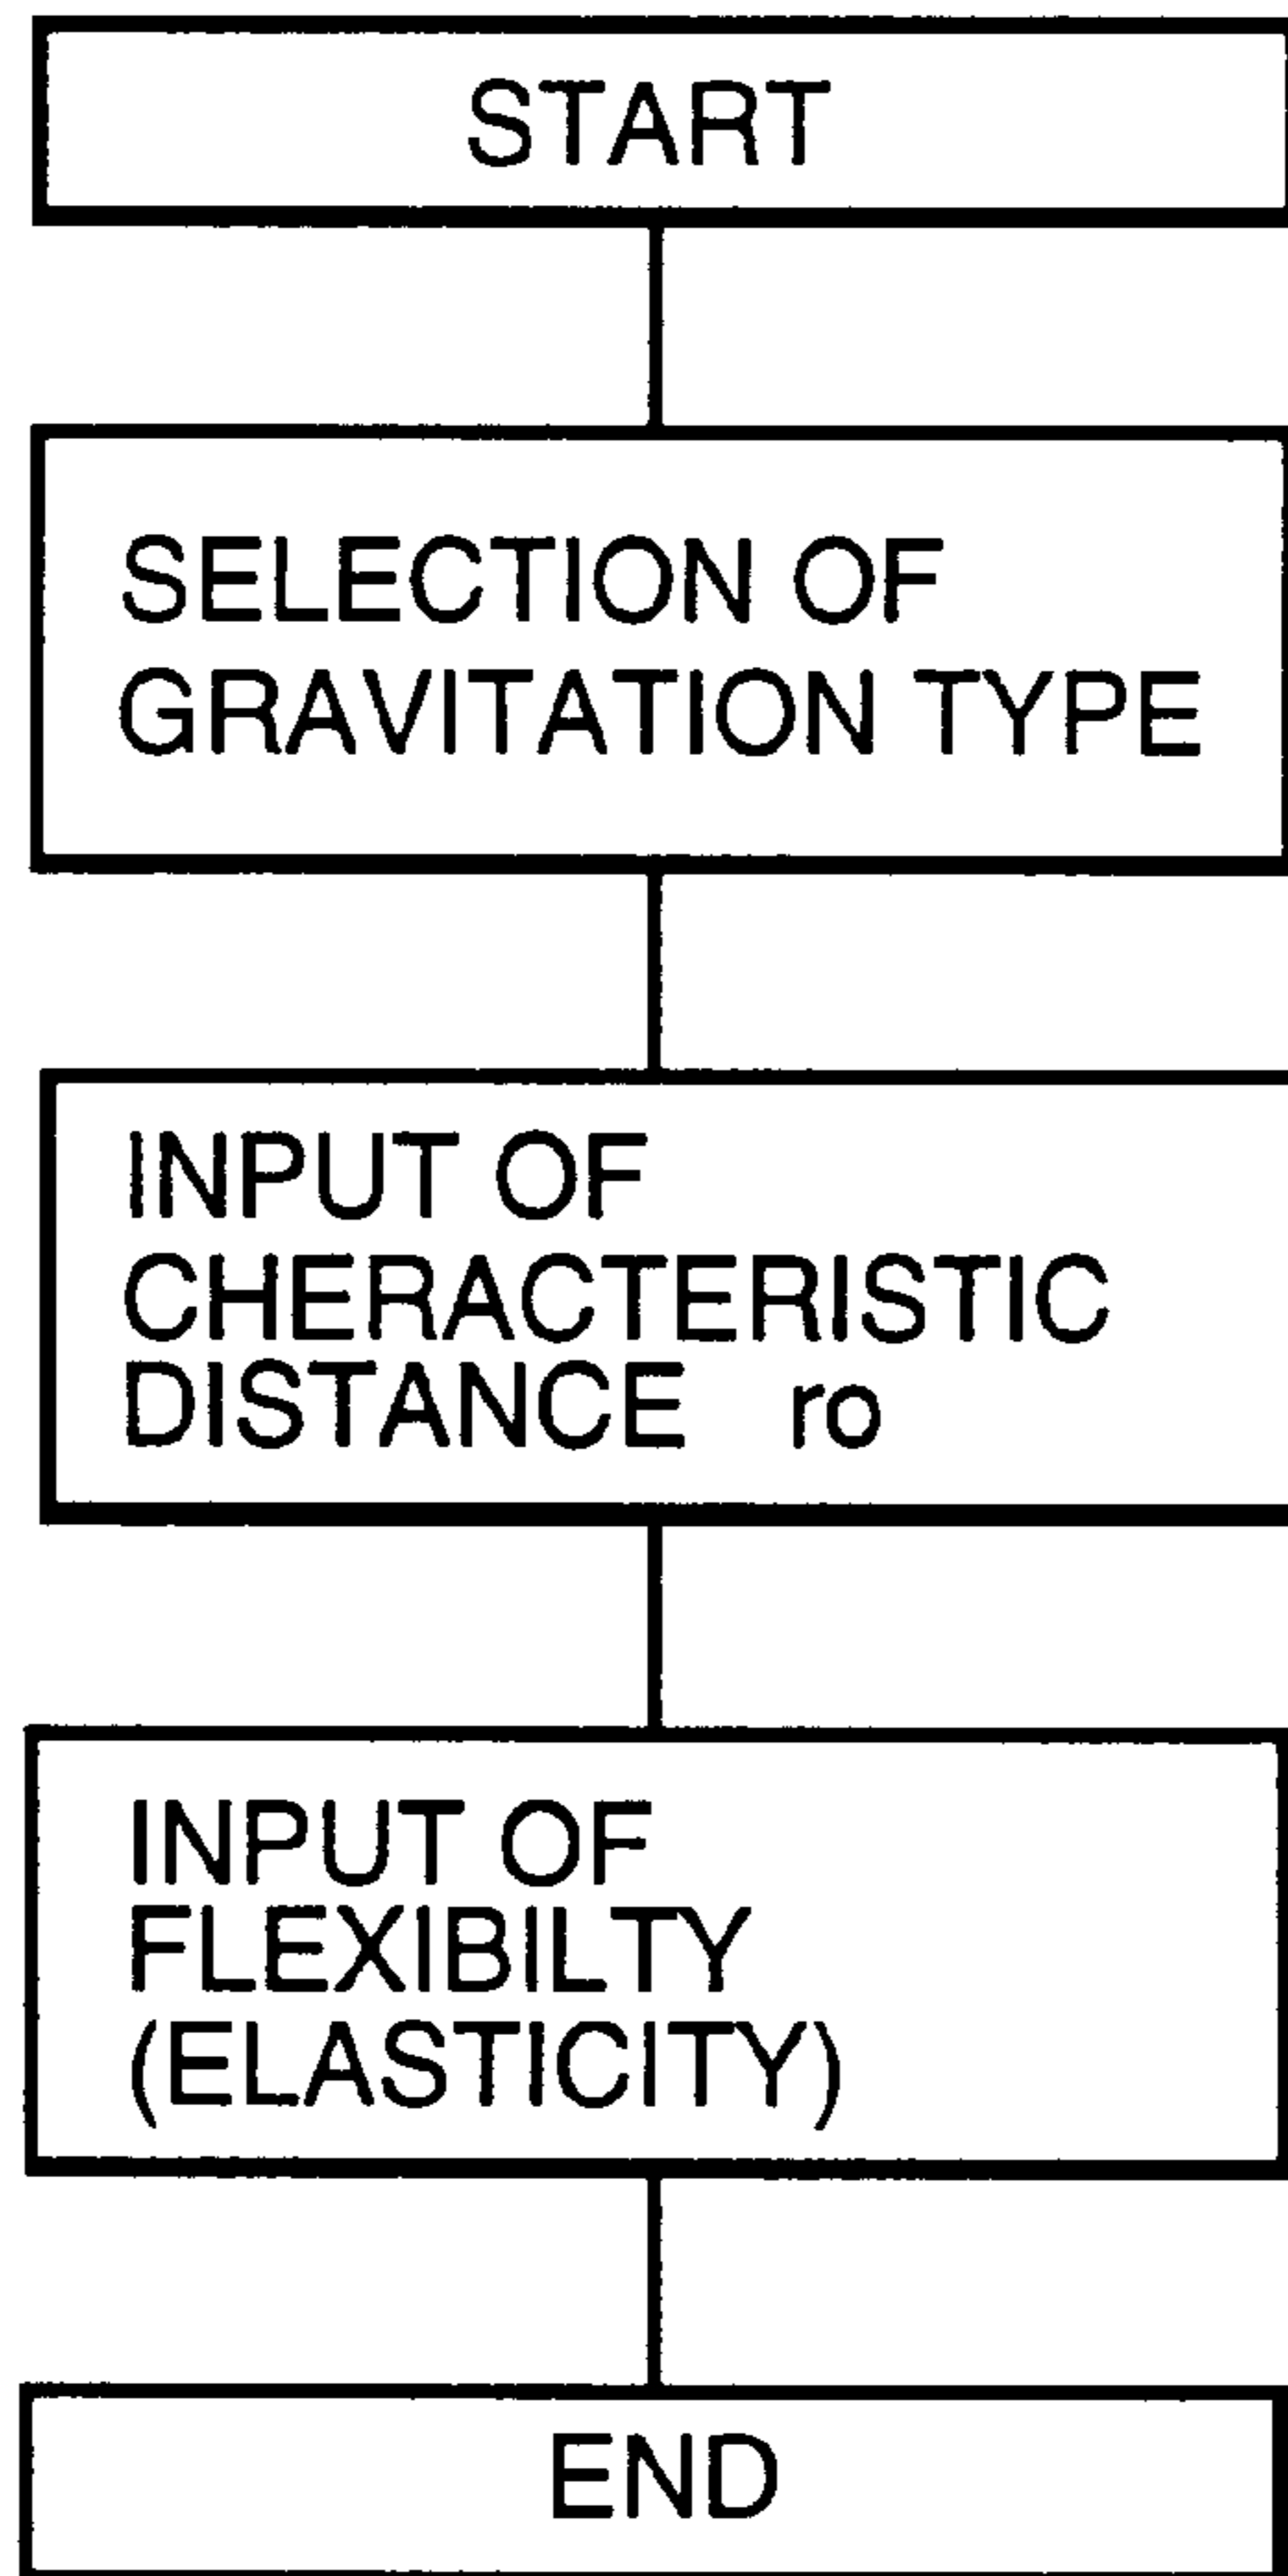 START
SELECTION OF
GRAVITATION TYPE
INPUT OF
CHERACTERISTIC
DISTANCE ro
INPUT OF
FLEXIBILTY
(ELASTICITY)
END